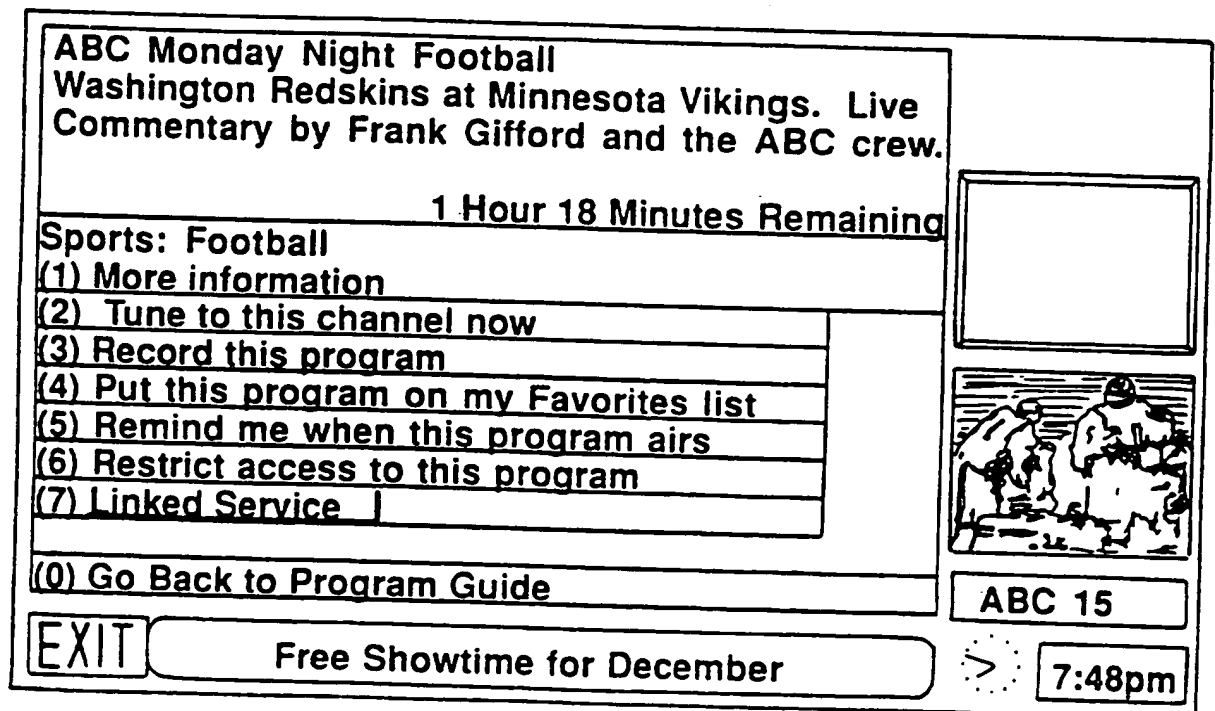 ABC Monday Night Football
Washington Redskins at Minnesota Vikings. Live
Commentary by Frank Gifford and the ABC crew.
1 Hour 18 Minutes Remaining
Sports: Football
(1) More information
(2) Tune to this channel now
(3) Record this program
(4) Put this program on my Favorites list
(5) Remind me when this program airs
(6) Restrict access to this program
(7) Linked Service
(0) Go Back to Program Guide
ABC 15
EXIT
Free Showtime for December
7:48pm